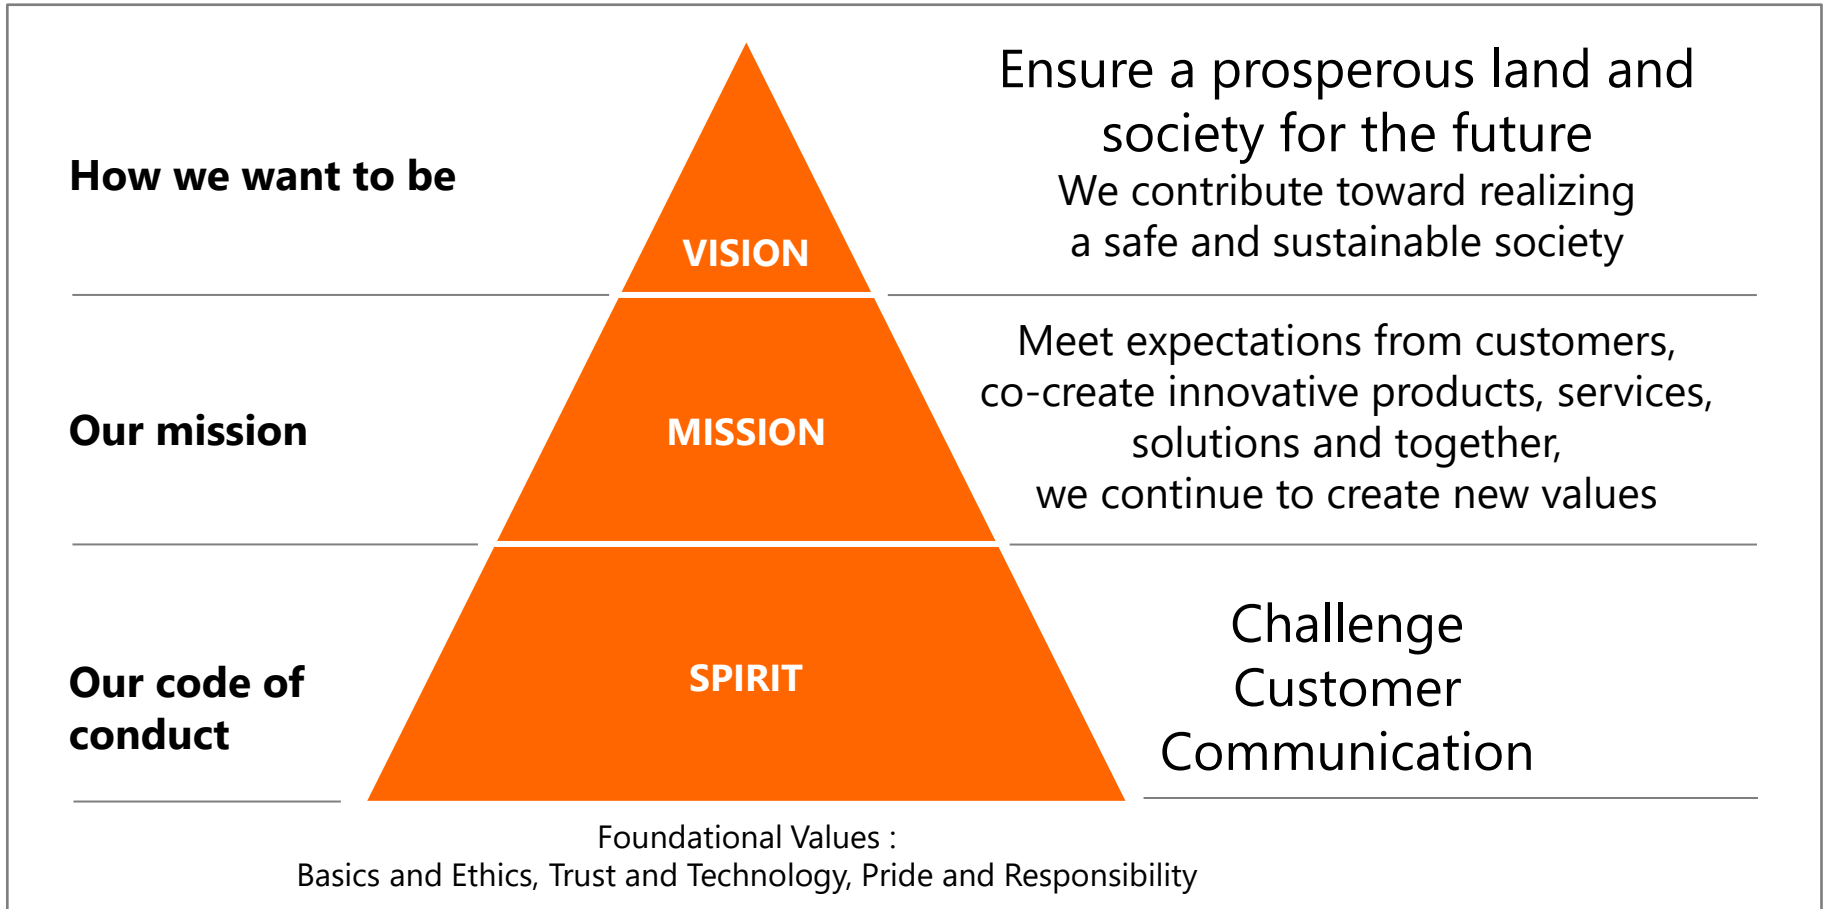 How we want to be
VISION
Ensure a prosperous land and
society for the future
We contribute toward realizing
a safe and sustainable society
Our mission
MISSION
Meet expectations from customers,
co-create innovative products, services,
solutions and together,
we continue to create new values
Our code of
conduct
SPIRIT
Challenge
Customer
Communication
Foundational Values :
Basics and Ethics, Trust and Technology, Pride and Responsibility